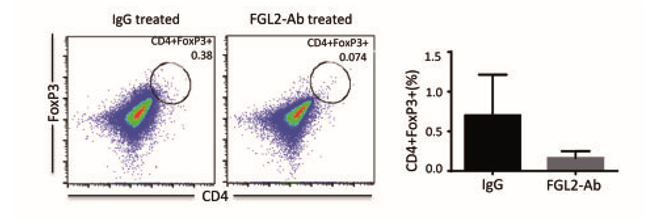 IgG treated
FGL2-Ab treated
CD4+FoxP3+
0.38
CD4+FoxP3+
0.074
FoxP3
CD4
CD4+FoxP3+(%)
1.5
1.0
0.5
0.0
IgG
FGL2-Ab